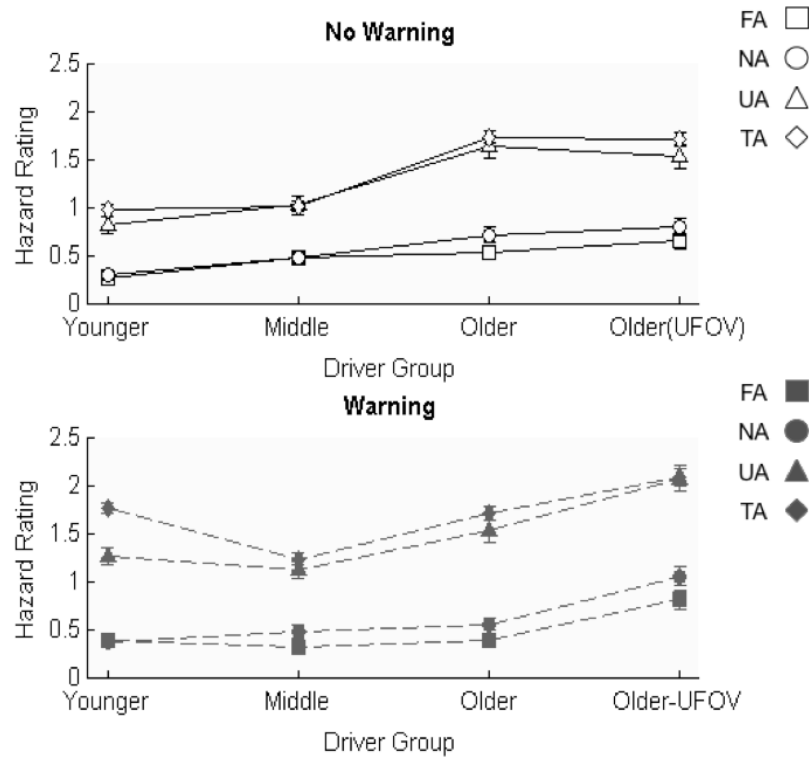 No Warning
FA
NA
UA
TA
2.5
2
1.5
1
0.5
0
Hazard Rating
Younger
Middle
Older
Older(UFOV)
Driver Group
Warning
FA
NA
UA
TA
2.5
2
1.5
1
0.5
0
Hazard Rating
Younger
Middle
Older
Older-UFOV
Driver Group